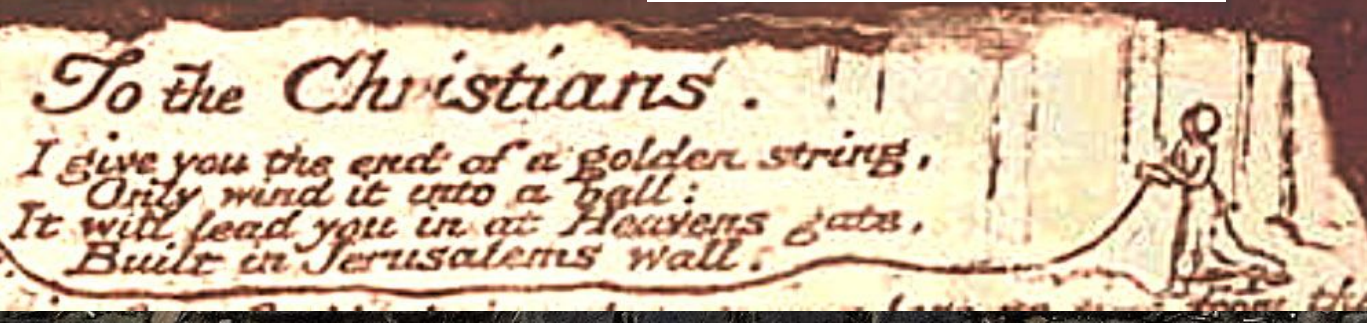 To the Christians.
I give you the end of a golden string,
Only wind it into a ball:
It will lead you in at Heavens gate,
Built in Jerusalems wall.
from